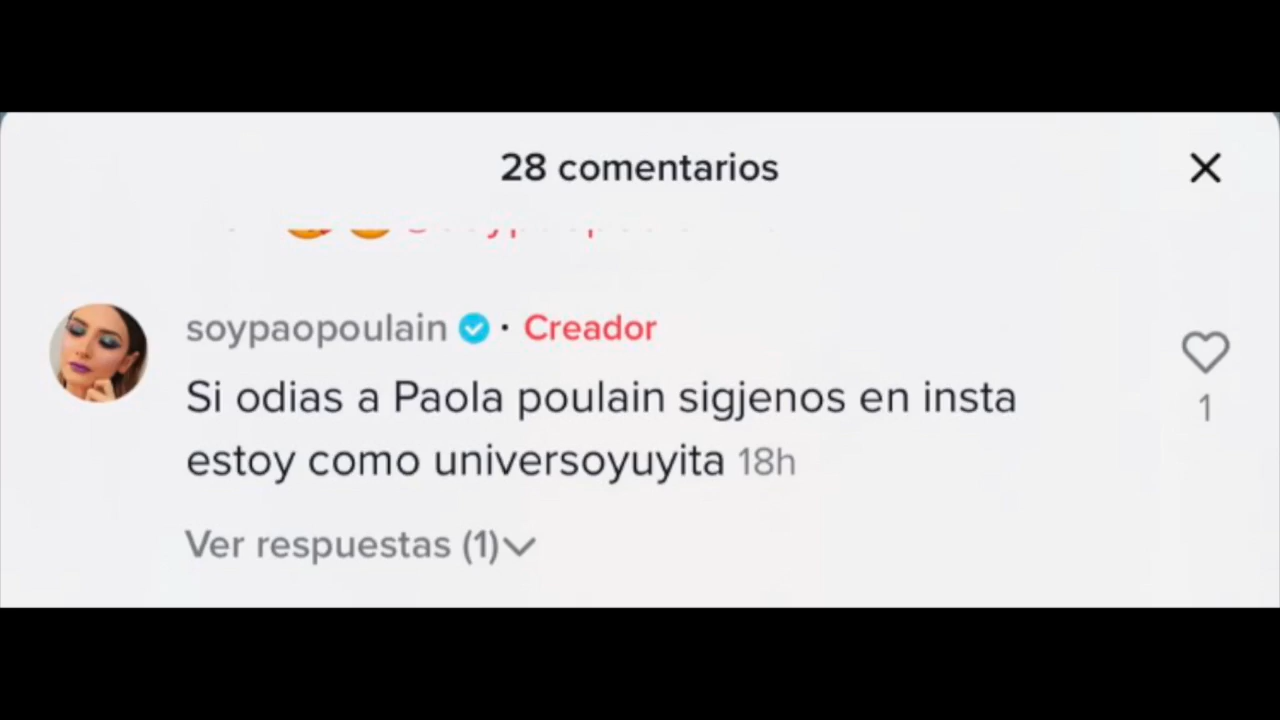 28 comentarios
soypaopoulain · Creador
Si odias a Paola poulain sigjenos en insta
estoy como universoyuyita 18h
1
Ver respuestas (1)